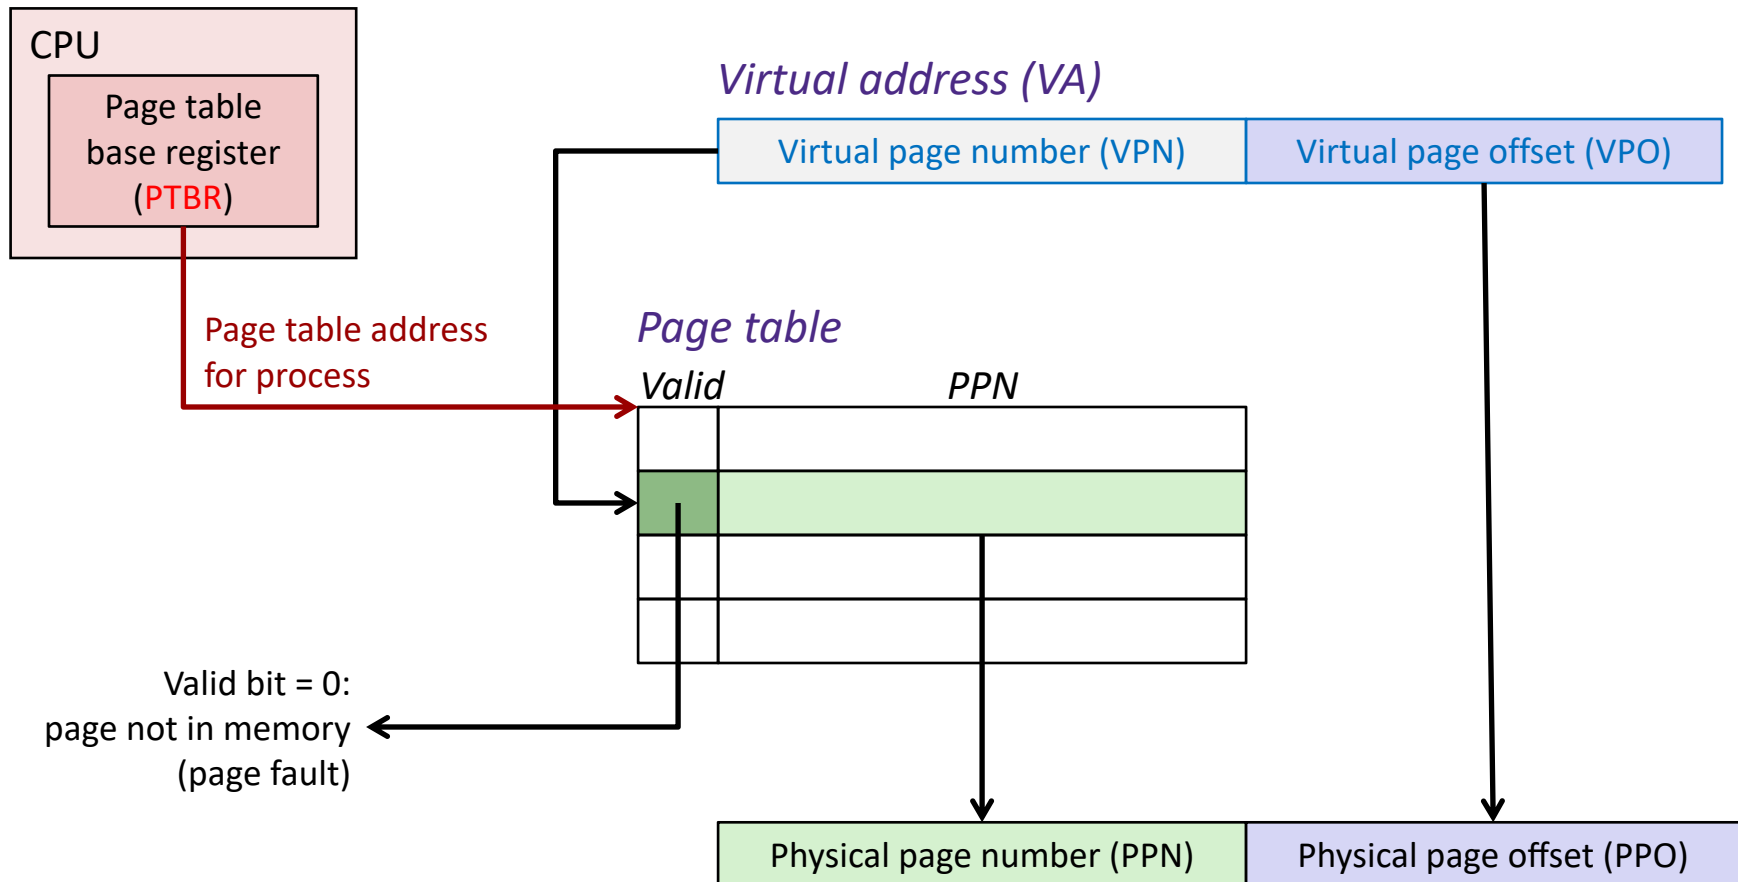 CPU
Page table
base register
(PTBR)
Virtual address (VA)
Virtual page number (VPN)
Virtual page offset (VPO)
Page table address
for process
Page table
Valid
PPN
Valid bit = 0:
page not in memory
(page fault)
Physical page number (PPN)
Physical page offset (PPO)